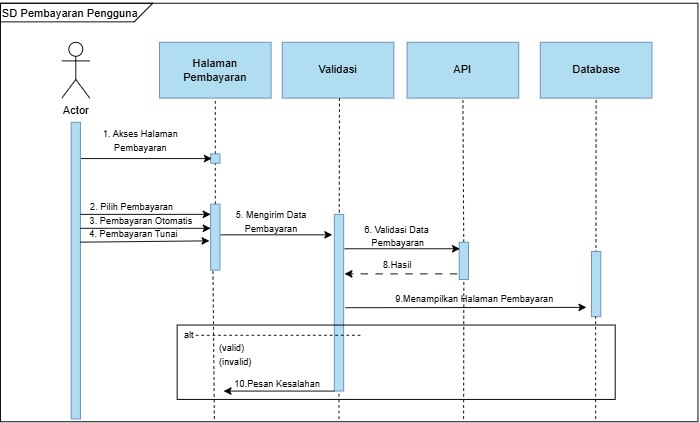 SD Pembayaran Pengguna
Halaman
Pembayaran
Validasi
API
Database
Actor
1. Akses Halaman
Pembayaran
2. Pilih Pembayaran
3. Pembayaran Otomatis
4. Pembayaran Tunai
5. Mengirim Data
Pembayaran
6. Validasi Data
Pembayaran
8.Hasil
9.Menampilkan Halaman Pembayaran
alt
(valid)
(invalid)
10.Pesan Kesalahan